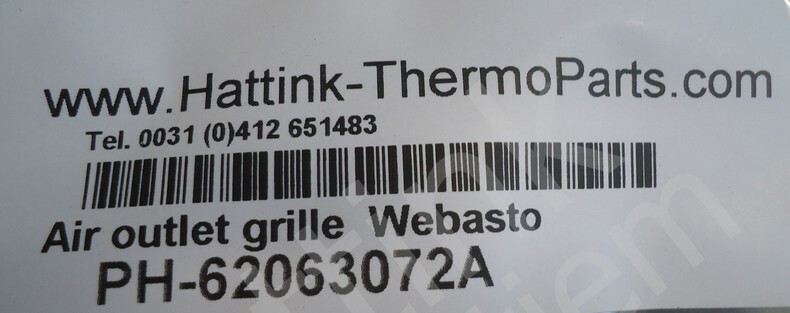 www.Hattink-ThermoParts.com
Tel. 0031 (0)412 651483
Air outlet grille Webasto
PH-62063072A